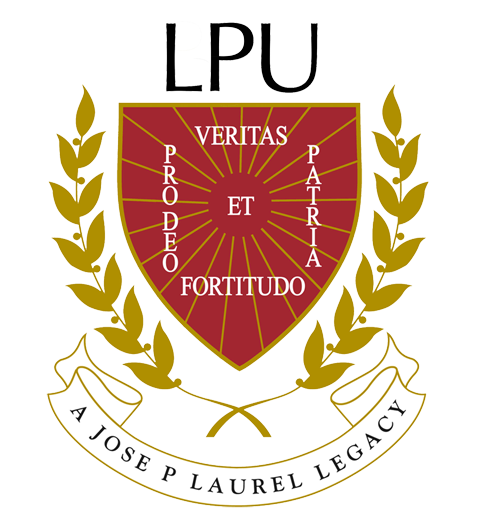 LPU
VERITAS
PRO DEO
ET
PATRIA
FORTITUDO
A JOSE P LAUREL LEGACY